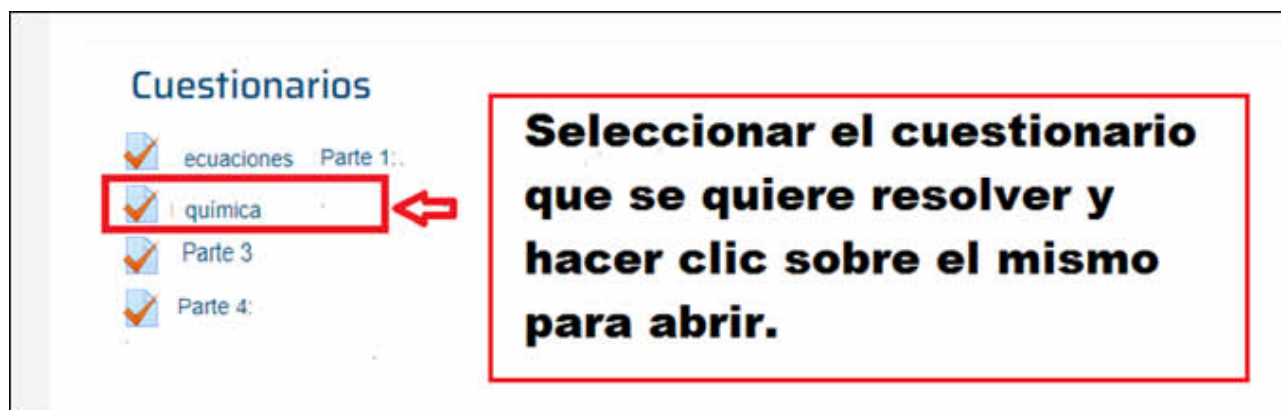 Cuestionarios
ecuaciones Parte 1:.
química
Parte 3
Parte 4:
Seleccionar el cuestionario
que se quiere resolver y
hacer clic sobre el mismo
para abrir.